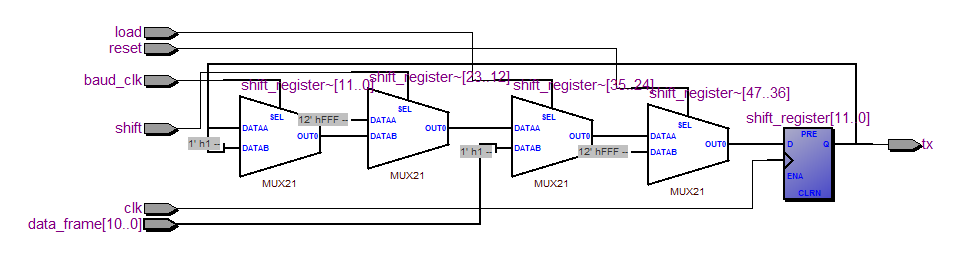 load
reset
baud_clk
shift_register~[11..0]
shift_register~[23..12]
shift_register~[35..24]
shift_register~[47..36]
shift_register[11..0]
shift
SEL
DATAA
DATAB
OUT0
1' h1 --
MUX21
SEL
12' hFFF --
DATAA
DATAB
OUT0
MUX21
SEL
DATAA
DATAB
OUT0
1' h1 --
MUX21
SEL
DATAA
DATAB
OUT0
12' hFFF --
MUX21
PRE
D
Q
ENA
CLRN
tx
clk
data_frame[10..0]